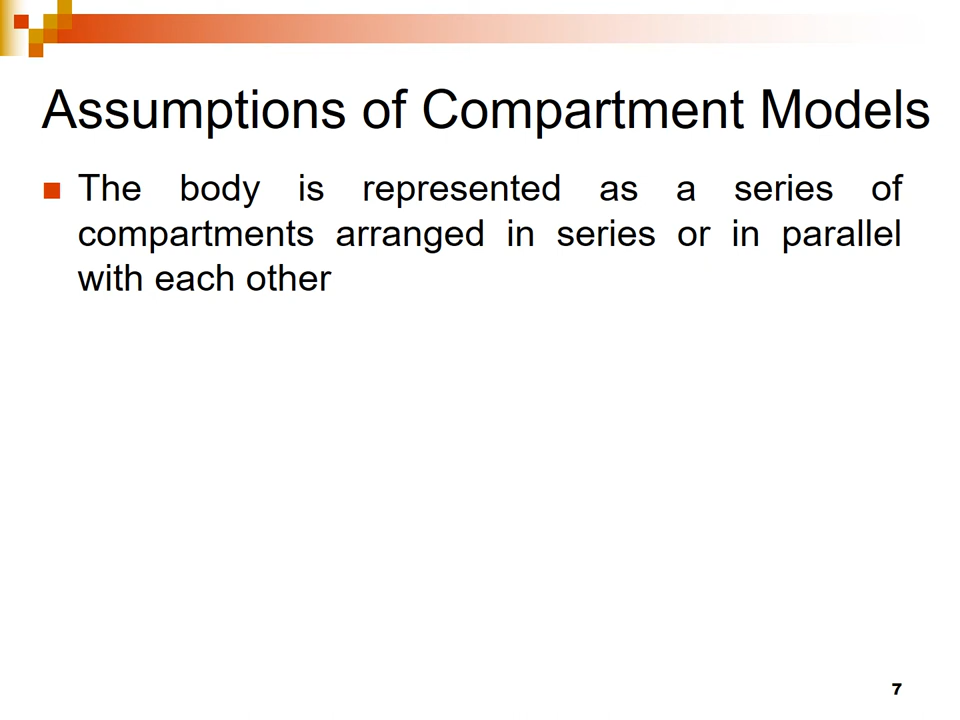 Assumptions of Compartment Models
The body is represented as a series of
compartments arranged in series or in parallel
with each other
7